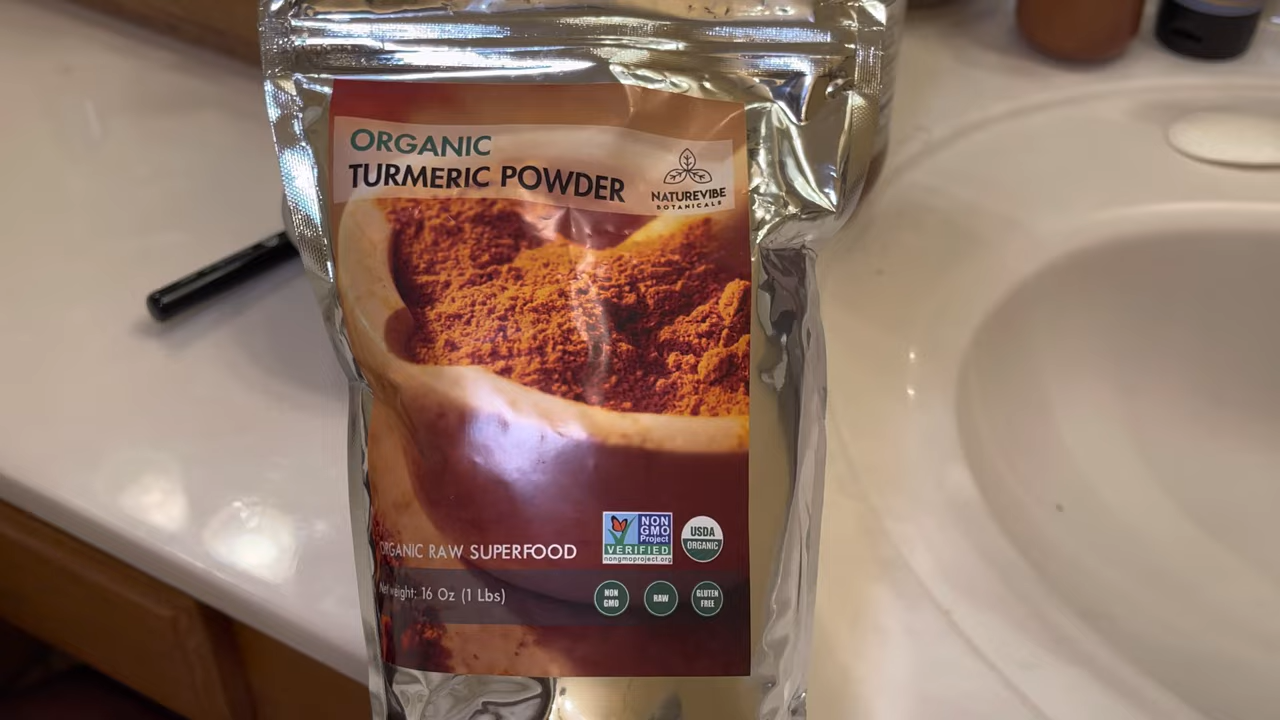 ORGANIC
TURMERIC POWDER
NATUREVIBE
BOTANICALS
ORGANIC RAW SUPERFOOD
Net weight: 16 Oz (1 Lbs)
NON
GMO
Project
VERIFIED
nongmoproject.org
USDA
ORGANIC
NON
GMO
RAW
GLUTEN
FREE